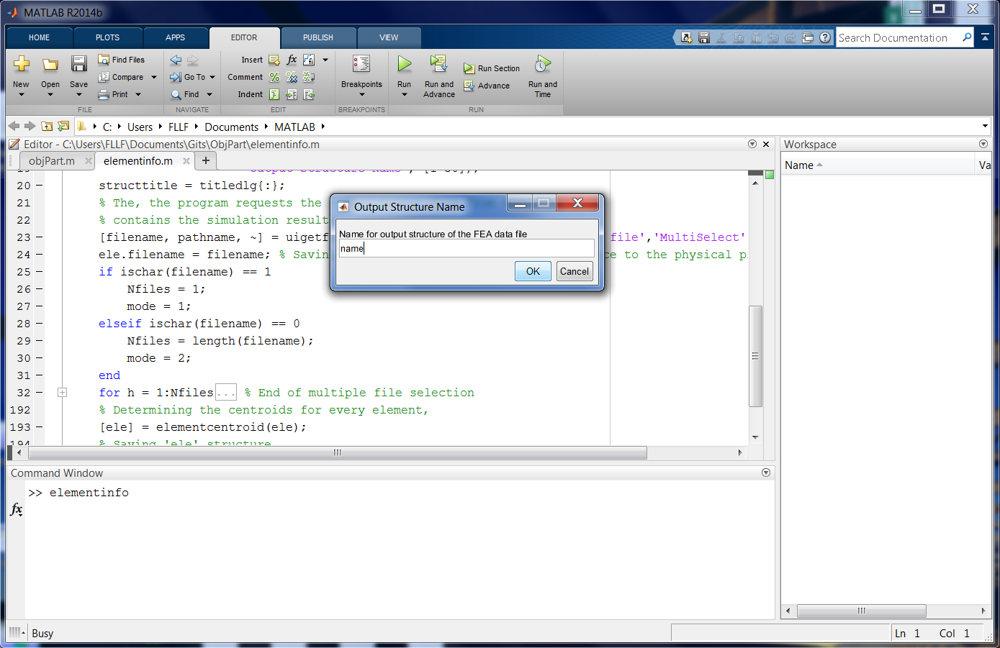 MATLAB R2014b
HOME PLOTS APPS EDITOR PUBLISH VIEW
Search Documentation
New Open Save
Find Files
Compare
Print
FILE
Go To
Find
NAVIGATE
Insert fx
Comment
Indent
EDIT
Breakpoints
BREAKPOINTS
Run
Run and Advance
Run Section
Advance
Run and Time
RUN
C: Users FLLF Documents MATLAB
Editor - C:\Users\FLLF\Documents\Gits\ObjPart\elementinfo.m
objPart.m elementinfo.m +
20 structtitle = titledlg{:};
21 % The, the program requests the
22 % contains the simulation result
23 [filename, pathname, ~] = uigetf file','MultiSelect'
24 ele.filename = filename; % Savin ce to the physical p
25 if ischar(filename) == 1
26 Nfiles = 1;
27 mode = 1;
28 elseif ischar(filename) == 0
29 Nfiles = length(filename);
30 mode = 2;
31 end
32 for h = 1:Nfiles... % End of multiple file selection
192 % Determining the centroids for every element,
193 [ele] = elementcentroid(ele);
194 % Saving 'ele' structure
Output Structure Name
Name for output structure of the FEA data file
name
OK Cancel
Workspace
Name Va
Command Window
>> elementinfo
fx
Busy
Ln 1 Col 1